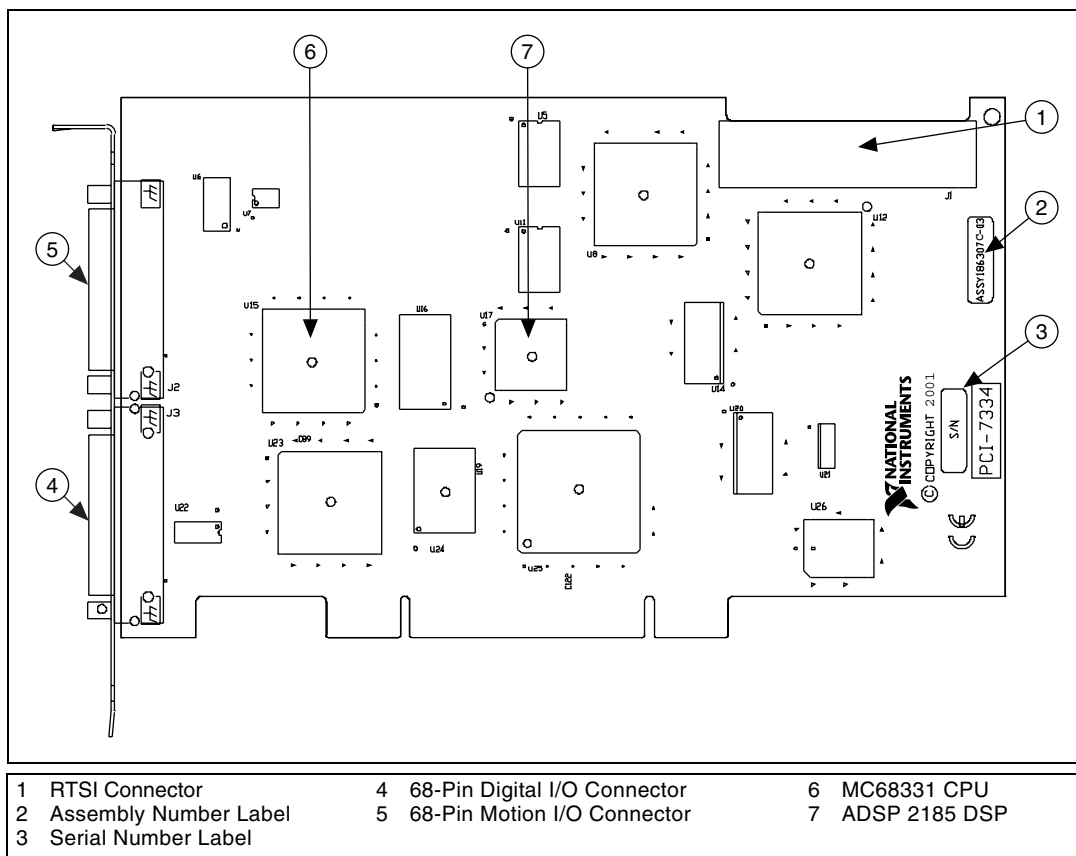 6
7
1
2
3
5
4
U5
U6
U7
U8
U11
U12
J1
ASSY186307C-03
U15
U16
U17
U14
J2
J3
NATIONAL
INSTRUMENTS
© COPYRIGHT 2001
S/N
PCI-7334
U23
D89
U19
U20
U21
U22
U24
U25
C122
U26
1 RTSI Connector
2 Assembly Number Label
3 Serial Number Label
4 68-Pin Digital I/O Connector
5 68-Pin Motion I/O Connector
6 MC68331 CPU
7 ADSP 2185 DSP